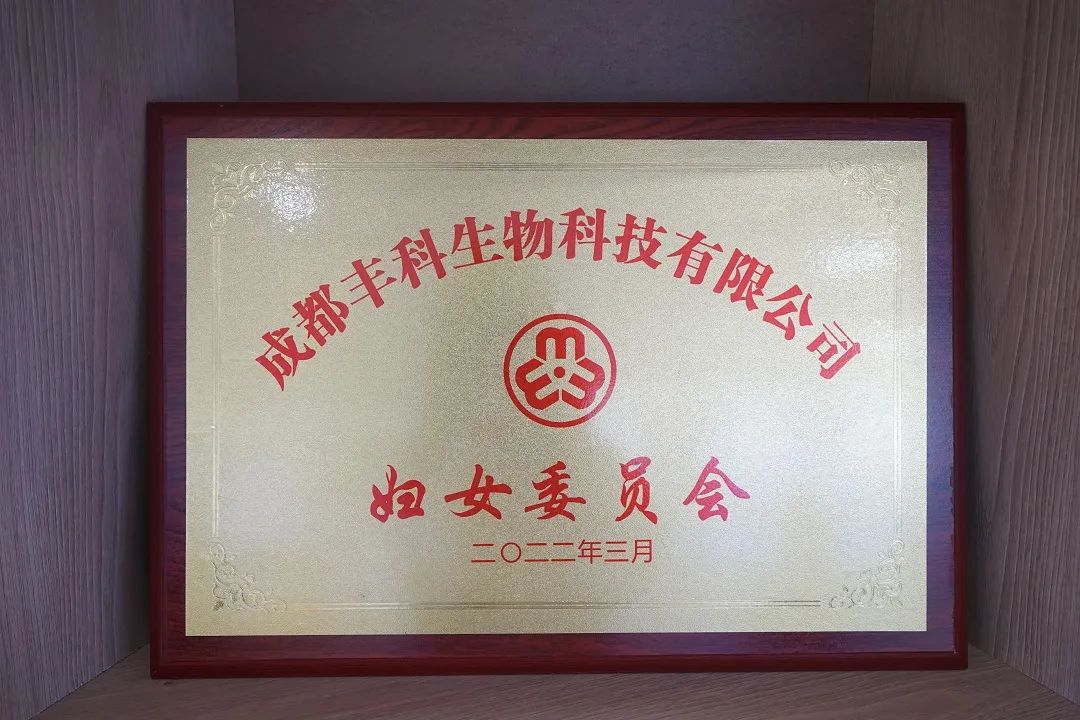 成都丰科生物科技有限公司
妇女委员会
二〇二二年三月